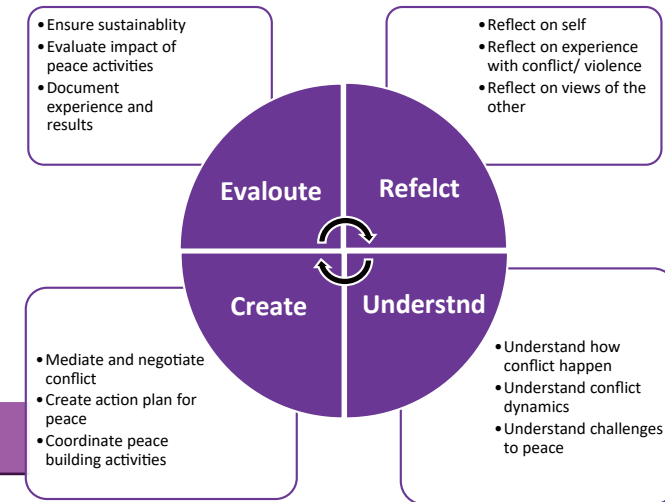 • Ensure sustainablity
• Evaluate impact of
peace activities
• Document
experience and
results
• Reflect on self
• Reflect on experience
with conflict/ violence
• Reflect on views of the
other
Evaloute
Refelct
Create
Understnd
• Mediate and negotiate
conflict
• Create action plan for
peace
• Coordinate peace
building activities
• Understand how
conflict happen
• Understand conflict
dynamics
• Understand challenges
to peace